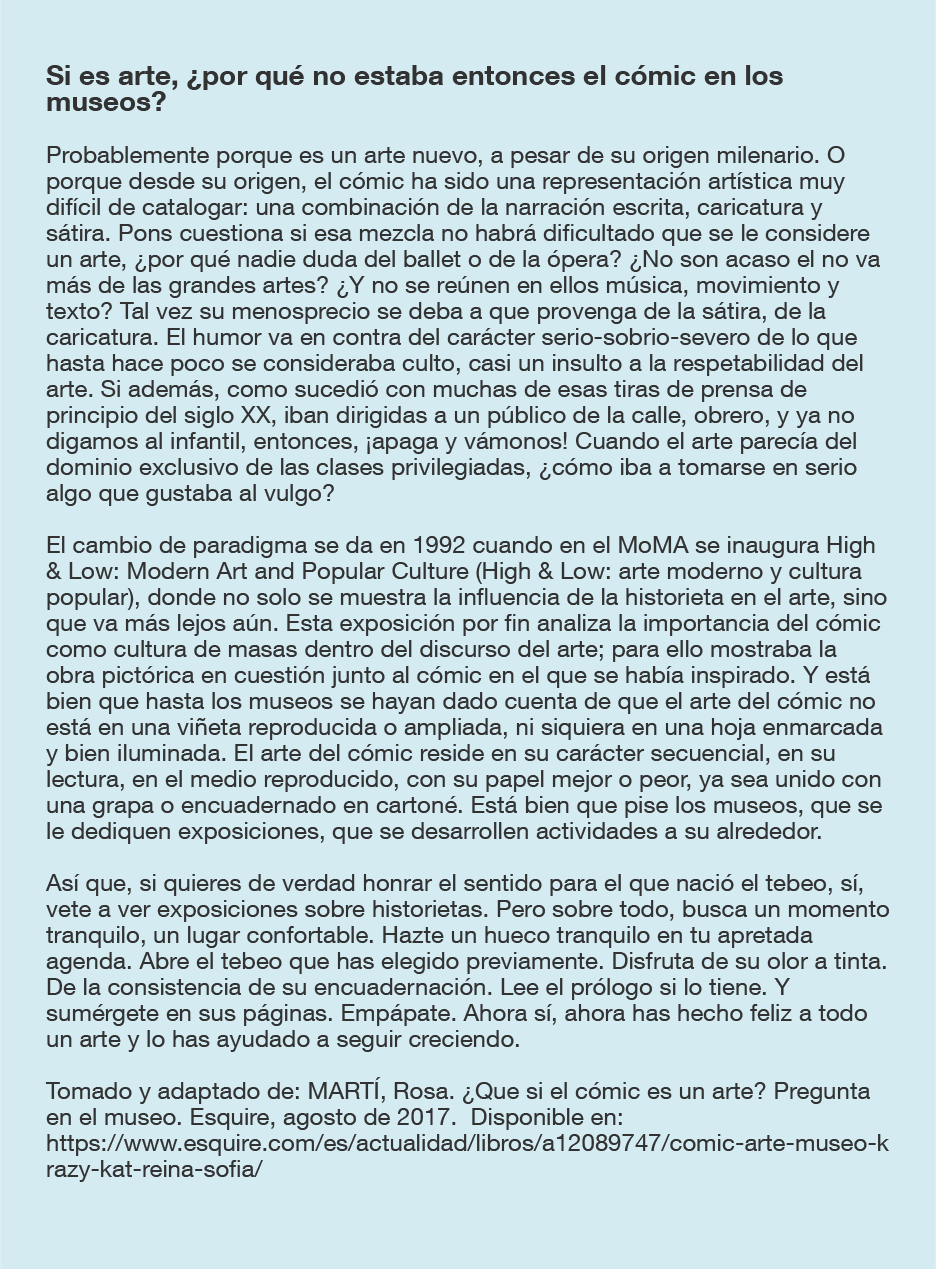 Si es arte, ¿por qué no estaba entonces el cómic en los
museos?
Probablemente porque es un arte nuevo, a pesar de su origen milenario. O
porque desde su origen, el cómic ha sido una representación artística muy
difícil de catalogar: una combinación de la narración escrita, caricatura y
sátira. Pons cuestiona si esa mezcla no habrá dificultado que se le considere
un arte, ¿por qué nadie duda del ballet o de la ópera? ¿No son acaso el no va
más de las grandes artes? ¿Y no se reúnen en ellos música, movimiento y
texto? Tal vez su menosprecio se deba a que provenga de la sátira, de la
caricatura. El humor va en contra del carácter serio-sobrio-severo de lo que
hasta hace poco se consideraba culto, casi un insulto a la respetabilidad del
arte. Si además, como sucedió con muchas de esas tiras de prensa de
principio del siglo XX, iban dirigidas a un público de la calle, obrero, y ya no
digamos al infantil, entonces, ¡apaga y vámonos! Cuando el arte parecía del
dominio exclusivo de las clases privilegiadas, ¿cómo iba a tomarse en serio
algo que gustaba al vulgo?
El cambio de paradigma se da en 1992 cuando en el MoMA se inaugura High
& Low: Modern Art and Popular Culture (High & Low: arte moderno y cultura
popular), donde no solo se muestra la influencia de la historieta en el arte, sino
que va más lejos aún. Esta exposición por fin analiza la importancia del cómic
como cultura de masas dentro del discurso del arte; para ello mostraba la
obra pictórica en cuestión junto al cómic en el que se había inspirado. Y está
bien que hasta los museos se hayan dado cuenta de que el arte del cómic no
está en una viñeta reproducida o ampliada, ni siquiera en una hoja enmarcada
y bien iluminada. El arte del cómic reside en su carácter secuencial, en su
lectura, en el medio reproducido, con su papel mejor o peor, ya sea unido con
una grapa o encuadernado en cartoné. Está bien que pise los museos, que se
le dediquen exposiciones, que se desarrollen actividades a su alrededor.
Así que, si quieres de verdad honrar el sentido para el que nació el tebeo, sí,
vete a ver exposiciones sobre historietas. Pero sobre todo, busca un momento
tranquilo, un lugar confortable. Hazte un hueco tranquilo en tu apretada
agenda. Abre el tebeo que has elegido previamente. Disfruta de su olor a tinta.
De la consistencia de su encuadernación. Lee el prólogo si lo tiene. Y
sumérgete en sus páginas. Empápate. Ahora sí, ahora has hecho feliz a todo
un arte y lo has ayudado a seguir creciendo.
Tomado y adaptado de: MARTÍ, Rosa. ¿Que si el cómic es un arte? Pregunta
en el museo. Esquire, agosto de 2017.  Disponible en:
https://www.esquire.com/es/actualidad/libros/a12089747/comic-arte-museo-k
razy-kat-reina-sofia/